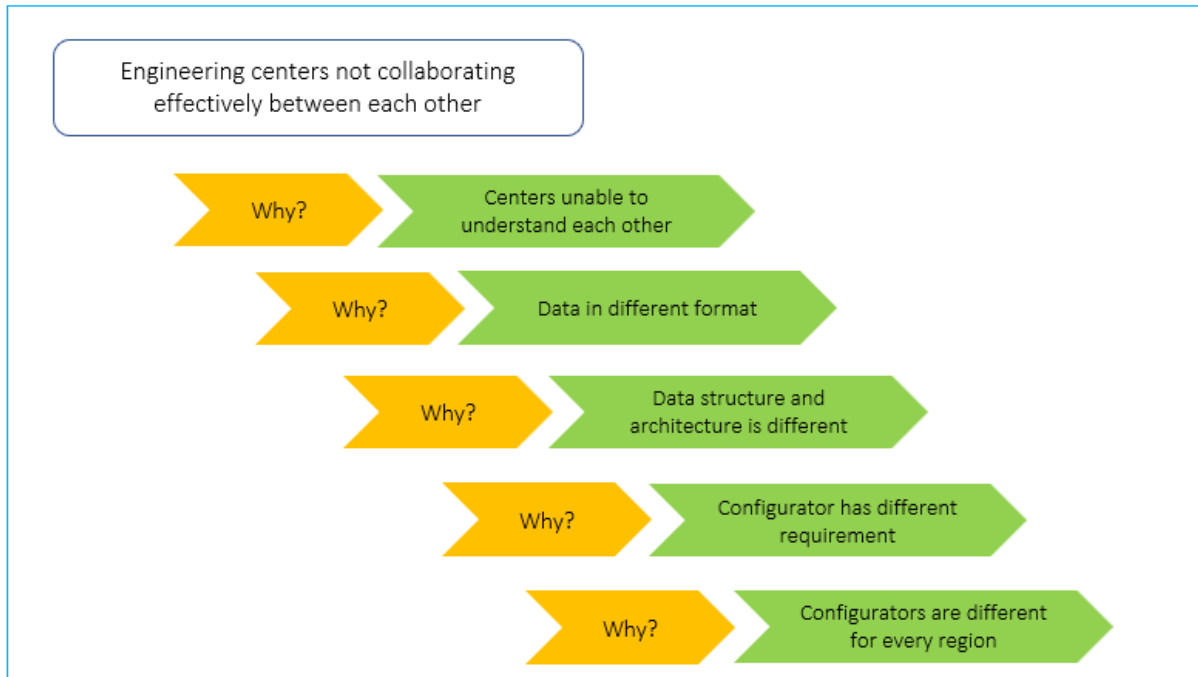 Engineering centers not collaborating
effectively between each other
Why?
Centers unable to
understand each other
Why?
Data in different format
Why?
Data structure and
architecture is different
Why?
Configurator has different
requirement
Why?
Configurators are different
for every region